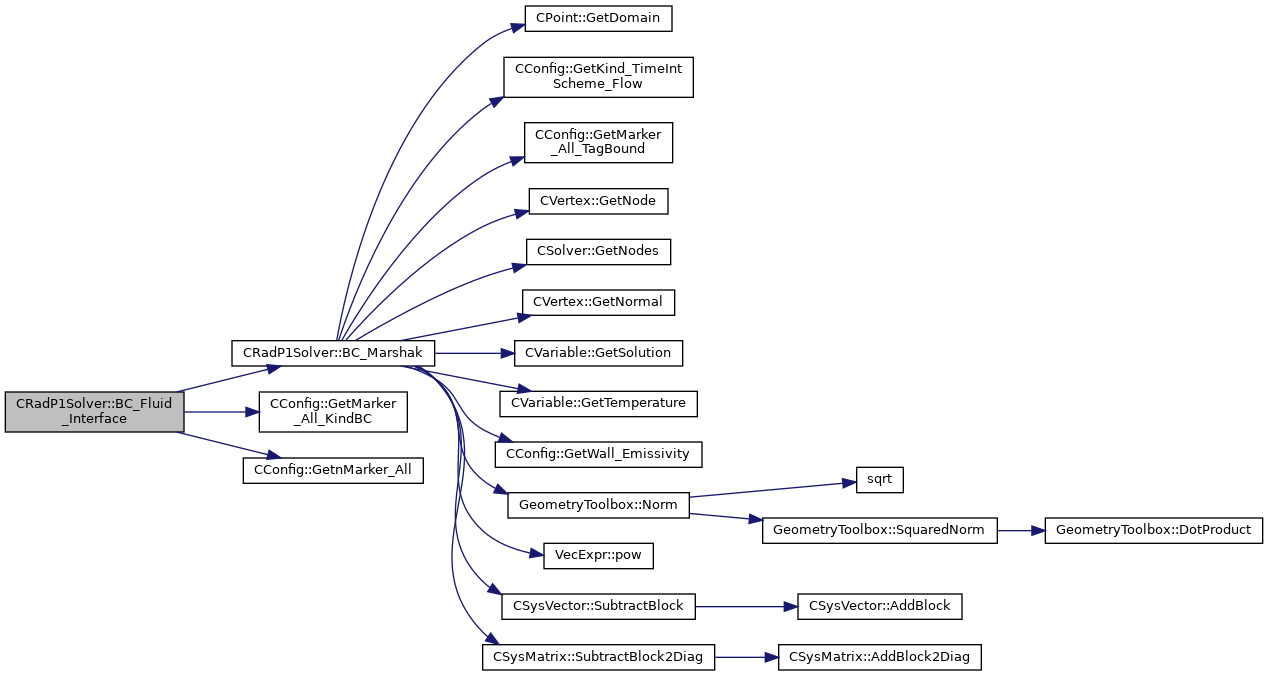 CPoint::GetDomain
CConfig::GetKind_TimeInt
Scheme_Flow
CConfig::GetMarker
_All_TagBound
CVertex::GetNode
CSolver::GetNodes
CVertex::GetNormal
CRadP1Solver::BC_Marshak
CVariable::GetSolution
CRadP1Solver::BC_Fluid
_Interface
CConfig::GetMarker
_All_KindBC
CVariable::GetTemperature
CConfig::GetnMarker_All
CConfig::GetWall_Emissivity
GeometryToolbox::Norm
sqrt
GeometryToolbox::SquaredNorm
GeometryToolbox::DotProduct
VecExpr::pow
CSysVector::SubtractBlock
CSysVector::AddBlock
CSysMatrix::SubtractBlock2Diag
CSysMatrix::AddBlock2Diag